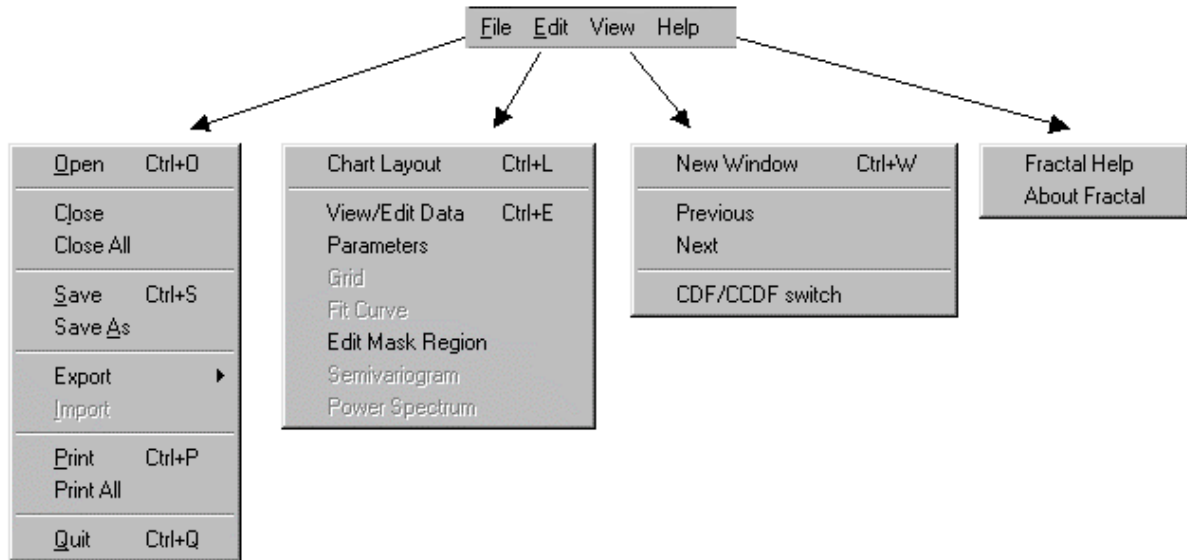 File Edit View Help
Open Ctrl+O
Close
Close All
Save Ctrl+S
Save As
Export
Import
Print Ctrl+P
Print All
Quit Ctrl+Q
Chart Layout Ctrl+L
View/Edit Data Ctrl+E
Parameters
Grid
Fit Curve
Edit Mask Region
Semivariogram
Power Spectrum
New Window Ctrl+W
Previous
Next
CDF/CCDF switch
Fractal Help
About Fractal